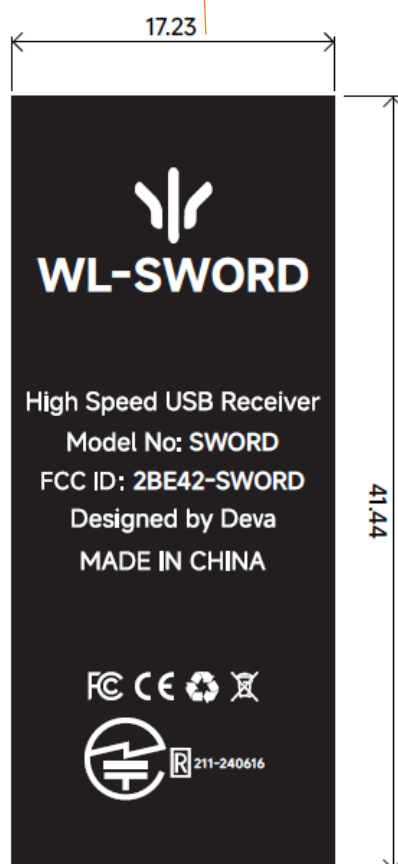 17.23
WL-SWORD
High Speed USB Receiver
Model No: SWORD
FCC ID: 2BE42-SWORD
Designed by Deva
MADE IN CHINA
41.44
FC CE
R 211-240616